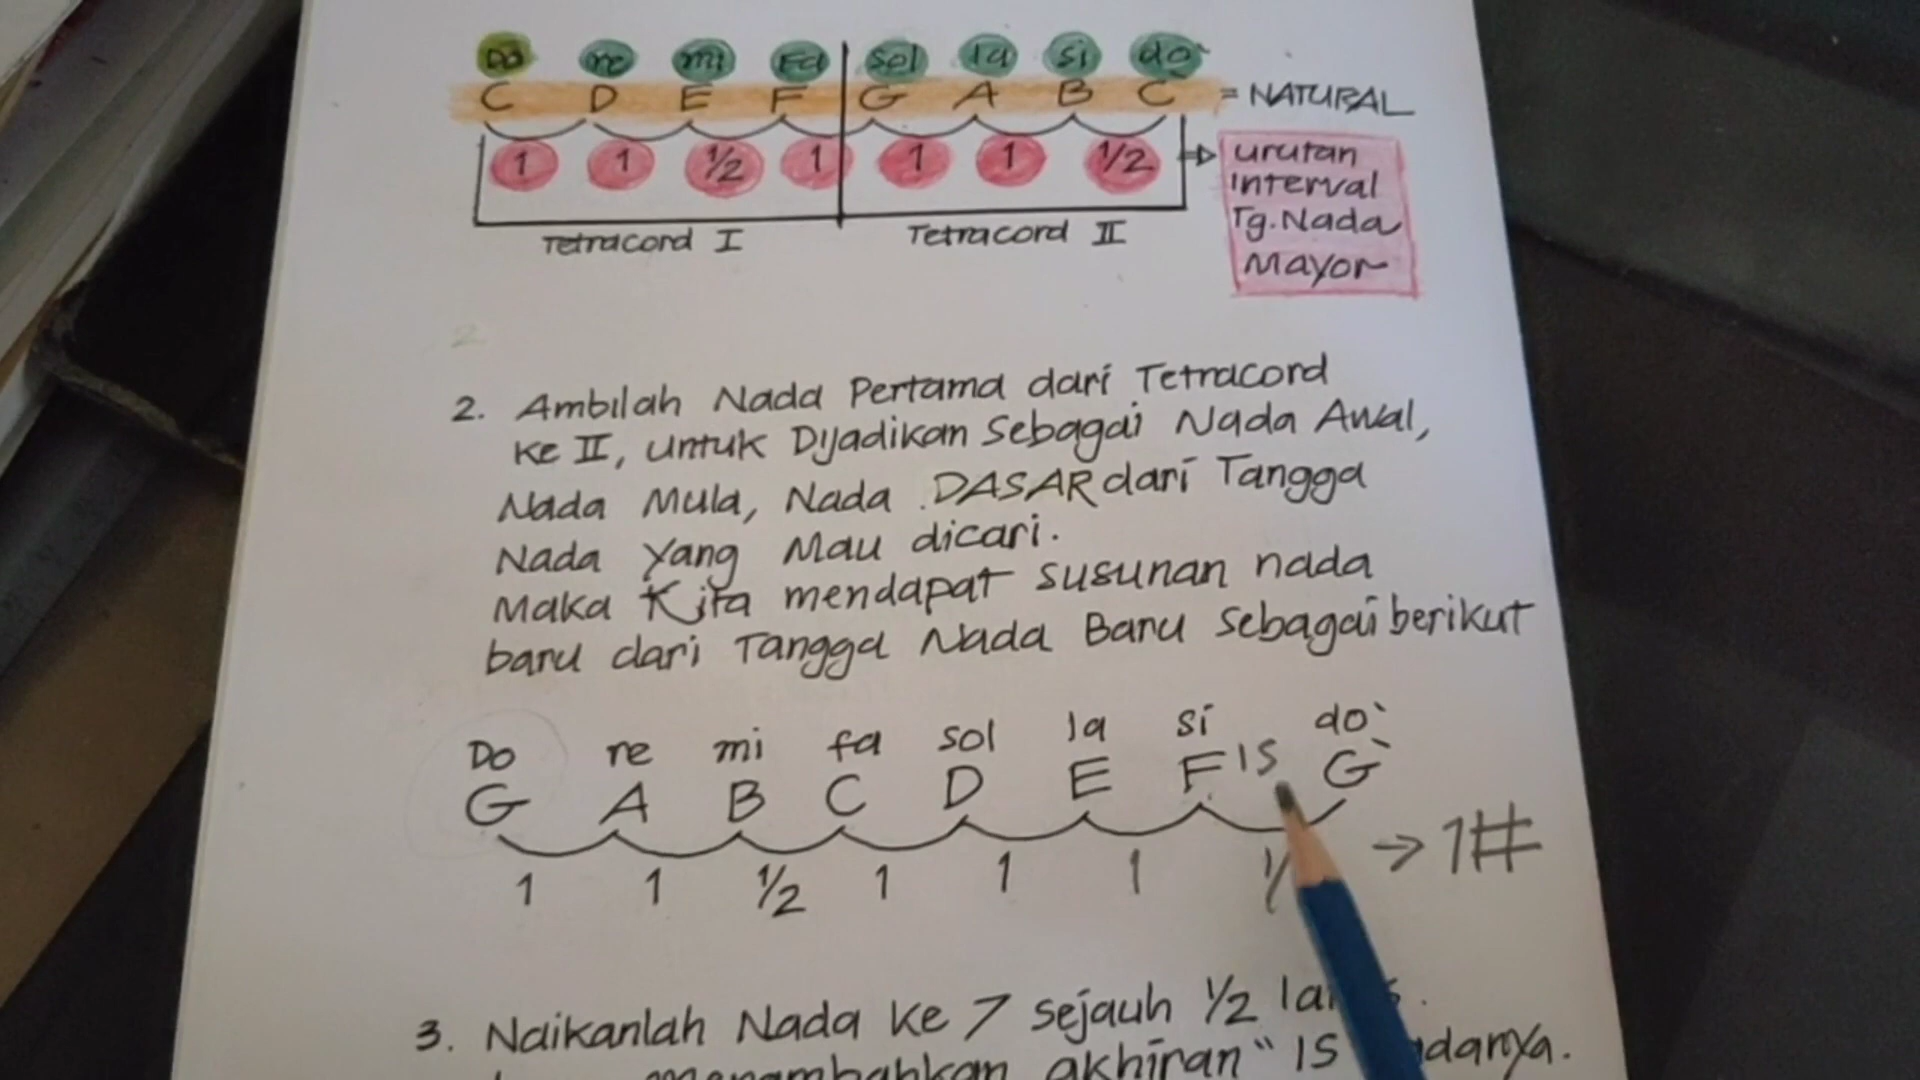 Do re mi Fa sol la si do`
C D E F G A B C` = NATURAL
1 1 1/2 1 1 1 1/2
urutan
Interval
Tg. Nada
Mayor
Tetracord I Tetracord II
2
2. Ambilah Nada Pertama dari Tetracord
Ke II, untuk Dijadikan Sebagai Nada Awal,
Nada Mula, Nada DASAR dari Tangga
Nada Yang Mau dicari.
Maka Kita mendapat susunan nada
baru dari Tangga Nada Baru Sebagai berikut
Do re mi fa sol la si do`
G A B C D E FIS G`
1 1 1/2 1 1 1 → 1#
3. Naikanlah Nada Ke 7 sejauh 1/2
akhiran "IS